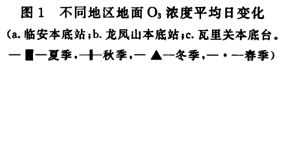 图1 不同地区地面O₃浓度平均日变化
(a.临安本底站;b.龙凤山本底站;c.瓦里关本底台。
—■—夏季,—┃—秋季,—▲—冬季,—·—春季)